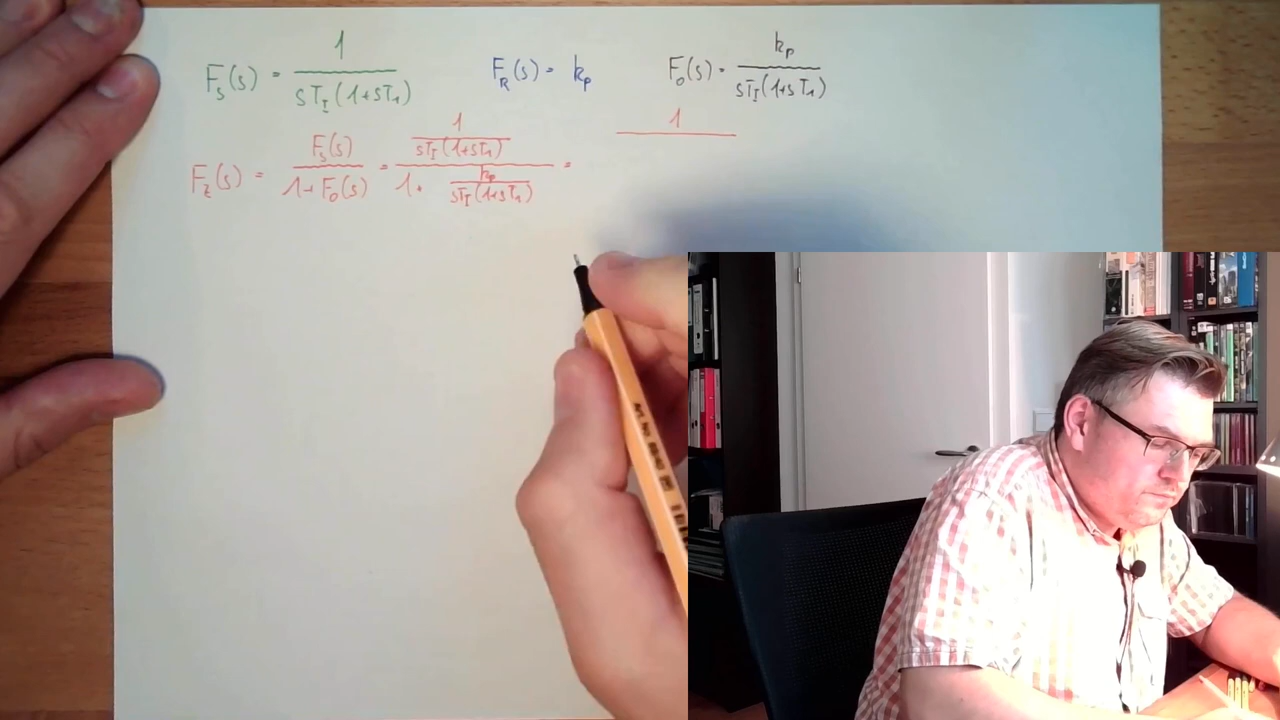 F_S(s) = 1 / (sT_I(1+sT_1)) F_R(s) = k_p F_0(s) = k_p / (sT_I(1+sT_1))
F_Z(s) = F_S(s) / (1+F_0(s)) = (1 / (sT_I(1+sT_1))) / (1 + k_p / (sT_I(1+sT_1))) = 1 /